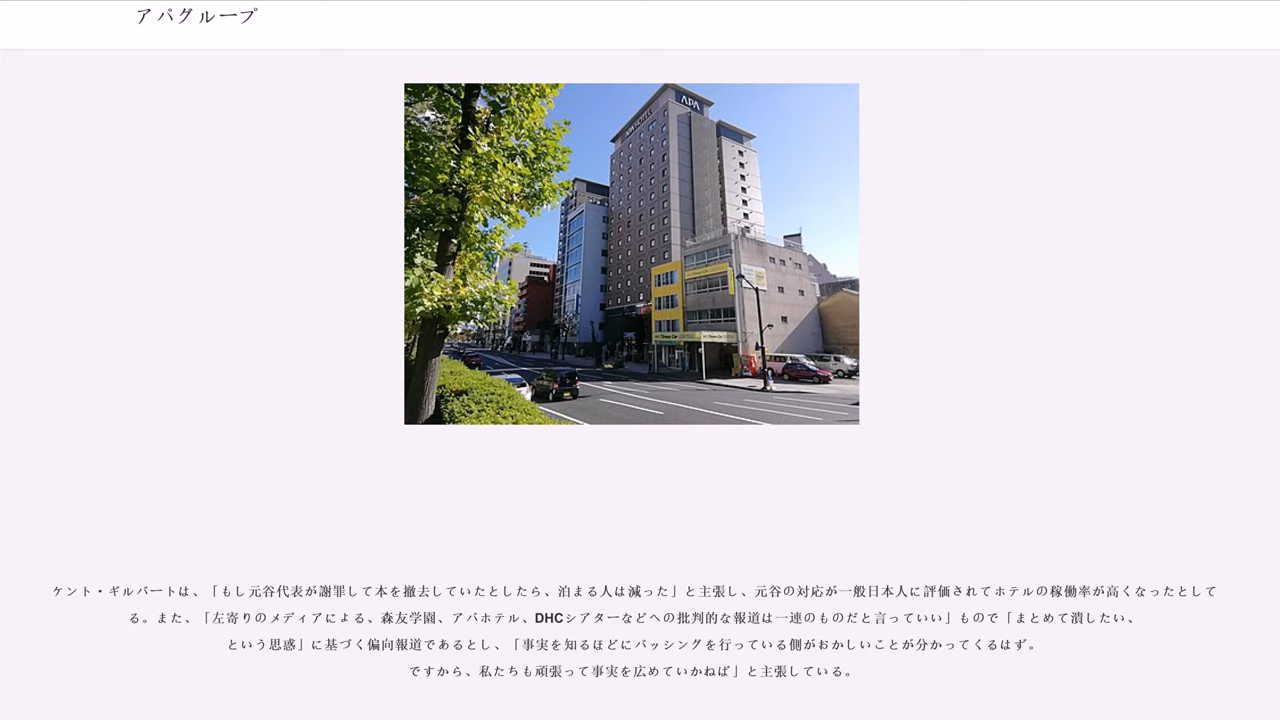 アパグループ
APA
APA HOTEL
ケント・ギルバートは、「もし元谷代表が謝罪して本を撤去していたとしたら、泊まる人は減った」と主張し、元谷の対応が一般日本人に評価されてホテルの稼働率が高くなったとして
る。また、「左寄りのメディアによる、森友学園、アパホテル、DHCシアターなどへの批判的な報道は一連のものだと言っていい」もので「まとめて潰したい、
という思惑」に基づく偏向報道であるとし、「事実を知るほどにバッシングを行っている側がおかしいことが分かってくるはず。
ですから、私たちも頑張って事実を広めていかねば」と主張している。